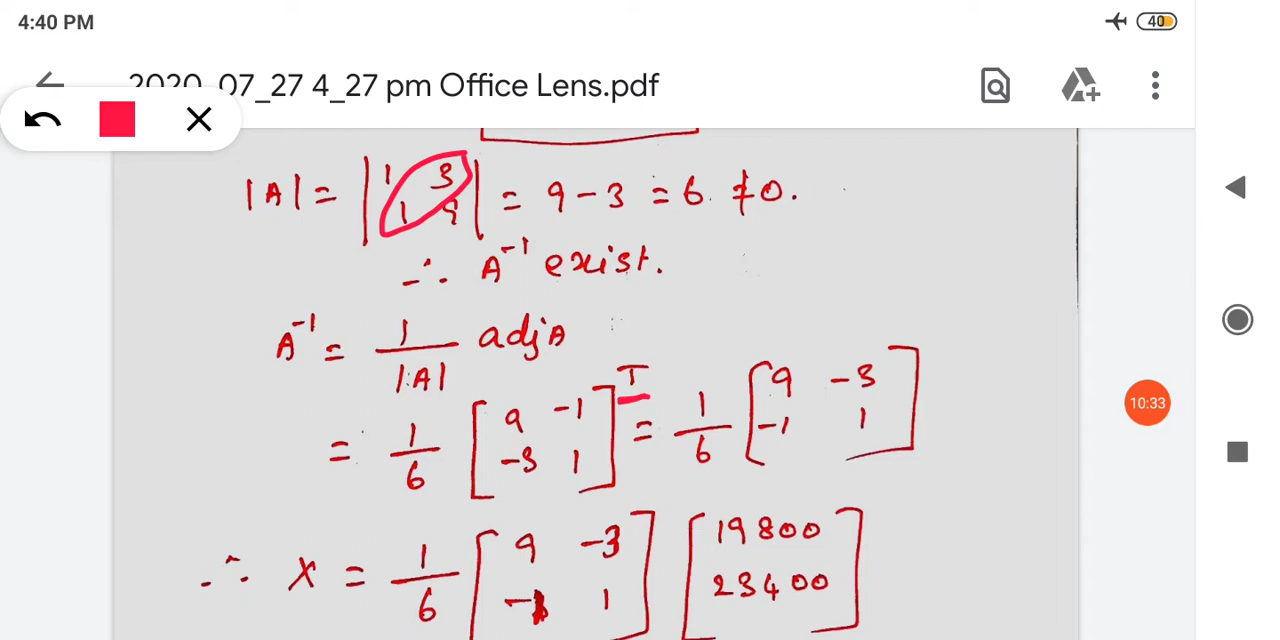 4:40 PM
40
2020_07_27 4_27 pm Office Lens.pdf
|A| = | 1 3 | = 9 - 3 = 6. ≠0.
| 1 9 |
∴ A⁻¹ exist.
A⁻¹ = 1/|A| adjA
= 1/6 [ 9 -1 ]ᵀ = 1/6 [ 9 -3 ]
[ -3 1 ] [ -1 1 ]
10:33
∴ X = 1/6 [ 9 -3 ] [ 19800 ]
[ -1 1 ] [ 23400 ]